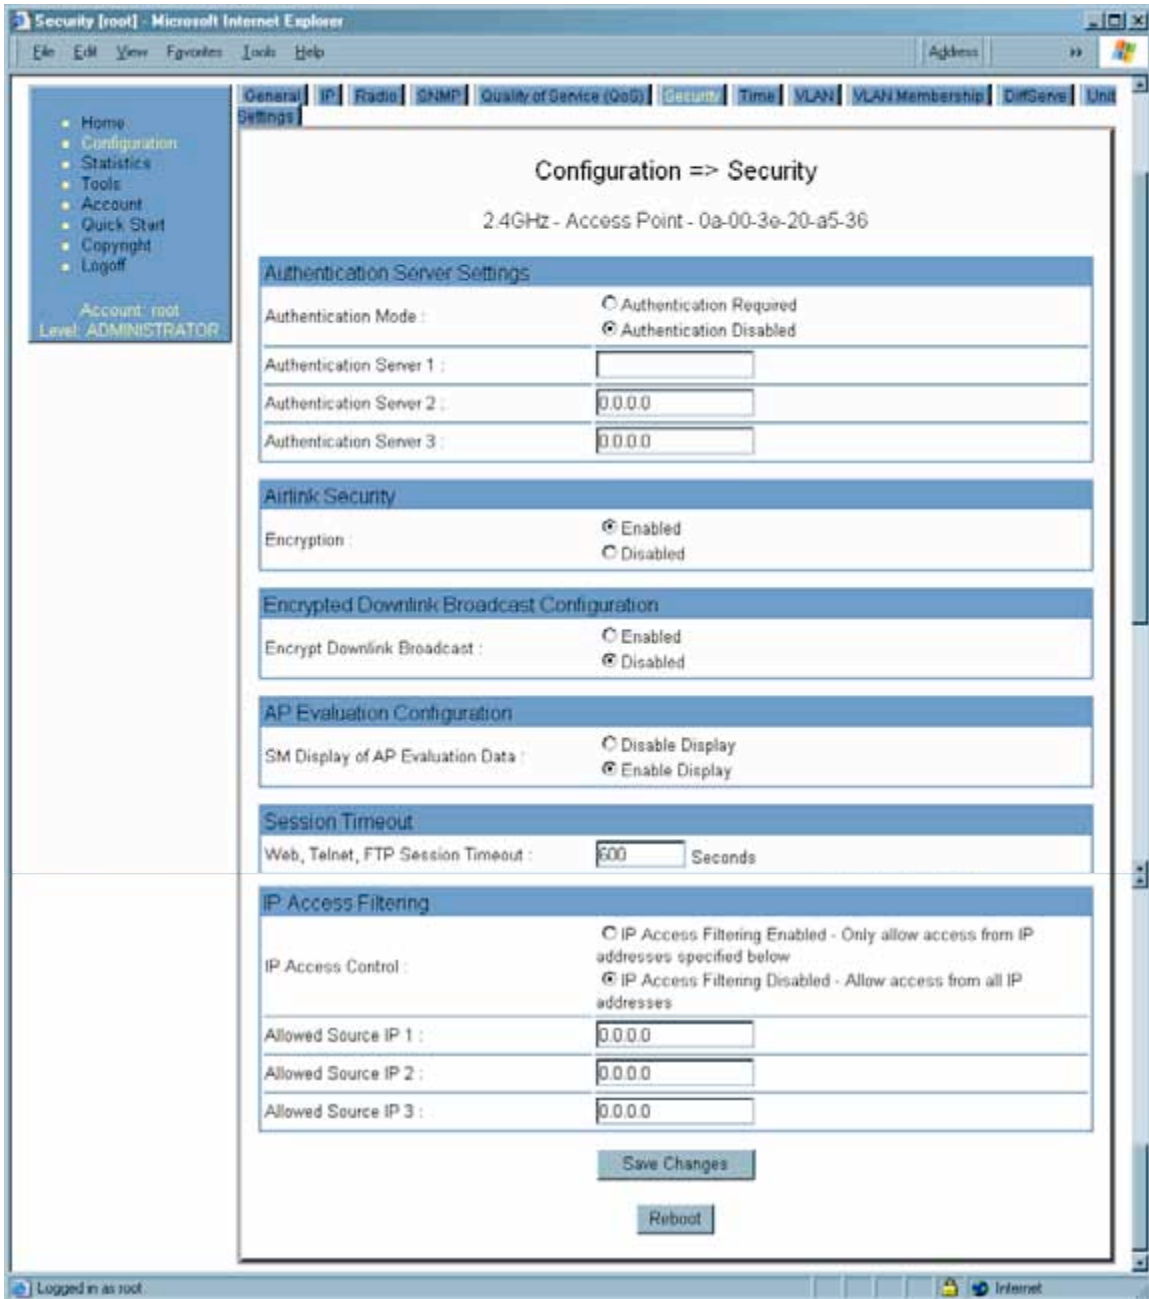 Security [root] - Microsoft Internet Explorer
File Edit View Favorites Tools Help
Address
General IP Radio SNMP Quality of Service (QoS) Security Time VLAN VLAN Membership DiffServe Unit
Settings
Home
Configuration
Statistics
Tools
Account
Quick Start
Copyright
Logoff
Account: root
Level: ADMINISTRATOR
Configuration => Security
2.4GHz - Access Point - 0a-00-3e-20-a5-36
Authentication Server Settings
Authentication Mode :
Authentication Required
Authentication Disabled
Authentication Server 1 :
Authentication Server 2 : 0.0.0.0
Authentication Server 3 : 0.0.0.0
Airlink Security
Encryption :
Enabled
Disabled
Encrypted Downlink Broadcast Configuration
Encrypt Downlink Broadcast :
Enabled
Disabled
AP Evaluation Configuration
SM Display of AP Evaluation Data :
Disable Display
Enable Display
Session Timeout
Web, Telnet, FTP Session Timeout : 600 Seconds
IP Access Filtering
IP Access Control :
IP Access Filtering Enabled - Only allow access from IP
addresses specified below
IP Access Filtering Disabled - Allow access from all IP
addresses
Allowed Source IP 1 : 0.0.0.0
Allowed Source IP 2 : 0.0.0.0
Allowed Source IP 3 : 0.0.0.0
Save Changes
Reboot
Logged in as root.
Internet